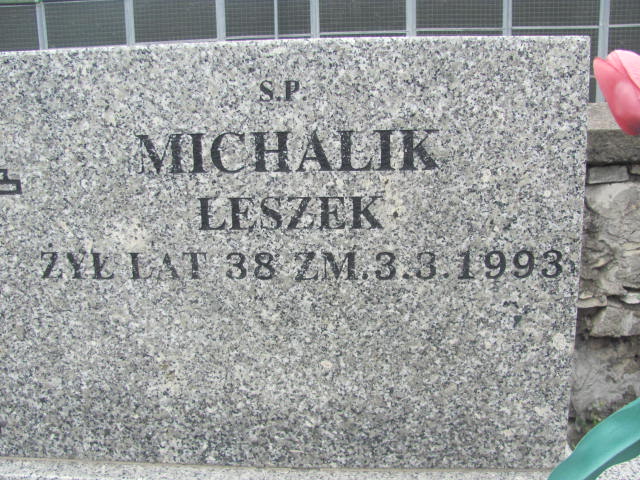 S.P.
MICHALIK
LESZEK
ŻYŁ LAT 38 ZM. 3.3.1993